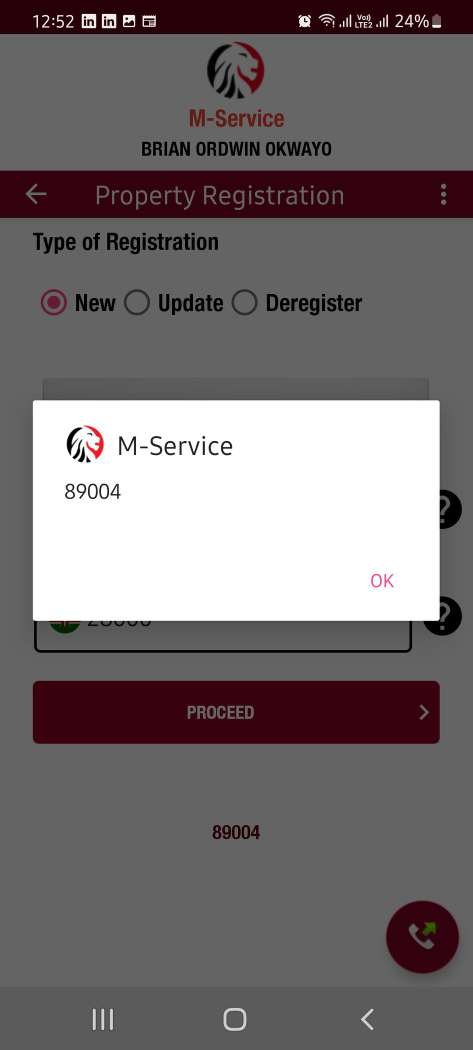 12:52
24%
M-Service
BRIAN ORDWIN OKWAYO
Property Registration
Type of Registration
New Update Deregister
M-Service
89004
OK
PROCEED
89004